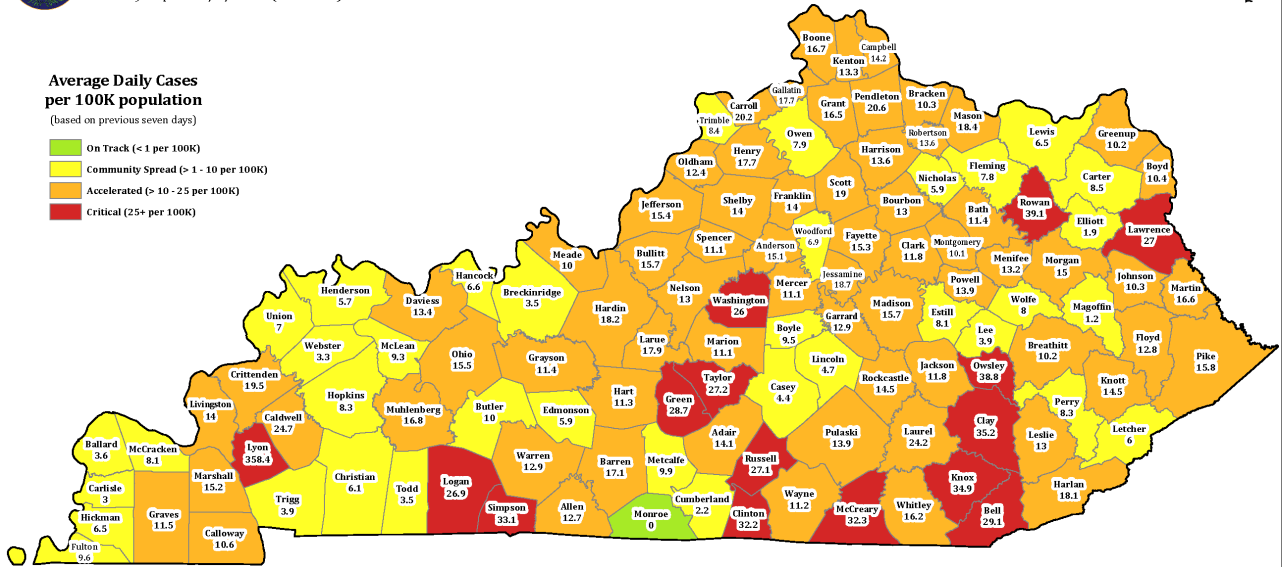 Average Daily Cases
per 100K population
(based on previous seven days)
On Track (< 1 per 100K)
Community Spread (> 1 - 10 per 100K)
Accelerated (> 10 - 25 per 100K)
Critical (25+ per 100K)
Boone
16.7
Kenton
13.3
Campbell
14.2
Gallatin
17.7
Carroll
20.2
Trimble
8.4
Grant
16.5
Pendleton
20.6
Bracken
10.3
Mason
18.4
Robertson
13.6
Owen
7.9
Lewis
6.5
Greenup
10.2
Henry
17.7
Oldham
12.4
Harrison
13.6
Fleming
7.8
Nicholas
5.9
Carter
8.5
Boyd
10.4
Scott
19
Jefferson
15.4
Shelby
14
Franklin
14
Bourbon
13
Bath
11.4
Rowan
39.1
Elliott
1.9
Lawrence
27
Woodford
6.9
Fayette
15.3
Spencer
11.1
Anderson
15.1
Clark
11.8
Montgomery
10.1
Menifee
13.2
Morgan
15
Meade
10
Bullitt
15.7
Hancock
6.6
Breckinridge
3.5
Nelson
13
Washington
26
Mercer
11.1
Jessamine
18.7
Powell
13.9
Johnson
10.3
Martin
16.6
Henderson
5.7
Daviess
13.4
Union
7
Hardin
18.2
Madison
15.7
Garrard
12.9
Estill
8.1
Wolfe
8
Magoffin
1.2
Boyle
9.5
Lee
3.9
Webster
3.3
McLean
9.3
Ohio
15.5
Grayson
11.4
Larue
17.9
Marion
11.1
Lincoln
4.7
Breathitt
10.2
Floyd
12.8
Pike
15.8
Crittenden
19.5
Livingston
14
Hopkins
8.3
Muhlenberg
16.8
Butler
10
Edmonson
5.9
Hart
11.3
Green
28.7
Taylor
27.2
Casey
4.4
Rockcastle
14.5
Jackson
11.8
Owsley
38.8
Knott
14.5
Perry
8.3
Letcher
6
Caldwell
24.7
Lyon
358.4
Adair
14.1
Pulaski
13.9
Laurel
24.2
Clay
35.2
Leslie
13
Ballard
3.6
McCracken
8.1
Warren
12.9
Barren
17.1
Metcalfe
9.9
Russell
27.1
Marshall
15.2
Christian
6.1
Todd
3.5
Logan
26.9
Trigg
3.9
Knox
34.9
Harlan
18.1
Carlisle
3
Simpson
33.1
Allen
12.7
Monroe
0
Cumberland
2.2
Clinton
32.2
Wayne
11.2
McCreary
32.3
Whitley
16.2
Bell
29.1
Hickman
6.5
Graves
11.5
Calloway
10.6
Fulton
9.6